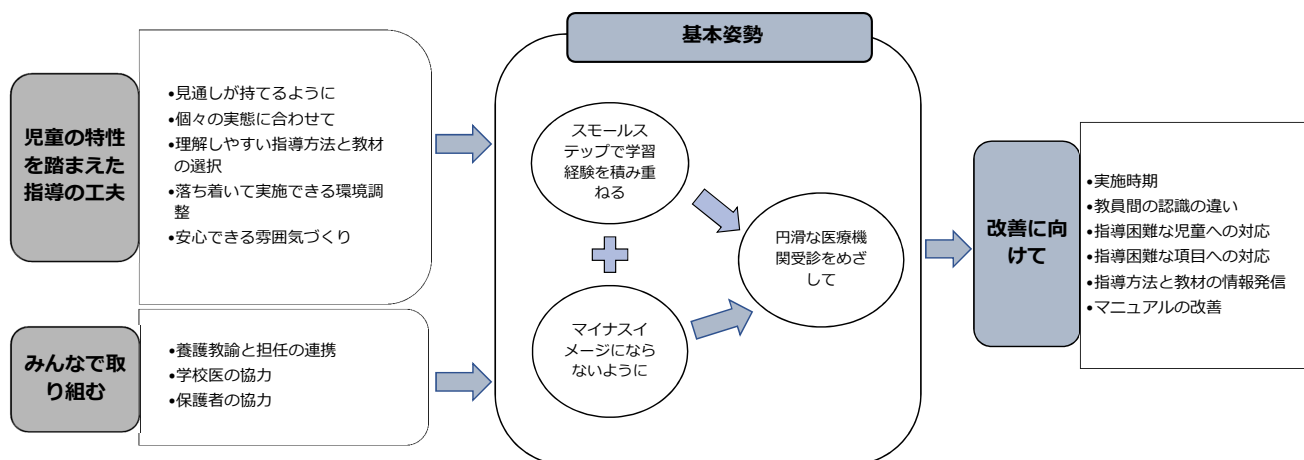 児童の特性
を踏まえた
指導の工夫
•見通しが持てるように
•個々の実態に合わせて
•理解しやすい指導方法と教材
の選択
•落ち着いて実施できる環境調
整
•安心できる雰囲気づくり
みんなで取
り組む
•養護教諭と担任の連携
•学校医の協力
•保護者の協力
基本姿勢
スモールス
テップで学習
経験を積み重
ねる
マイナスイ
メージになら
ないように
円滑な医療機
関受診をめざ
して
改善に向
けて
•実施時期
•教員間の認識の違い
•指導困難な児童への対応
•指導困難な項目への対応
•指導方法と教材の情報発信
•マニュアルの改善